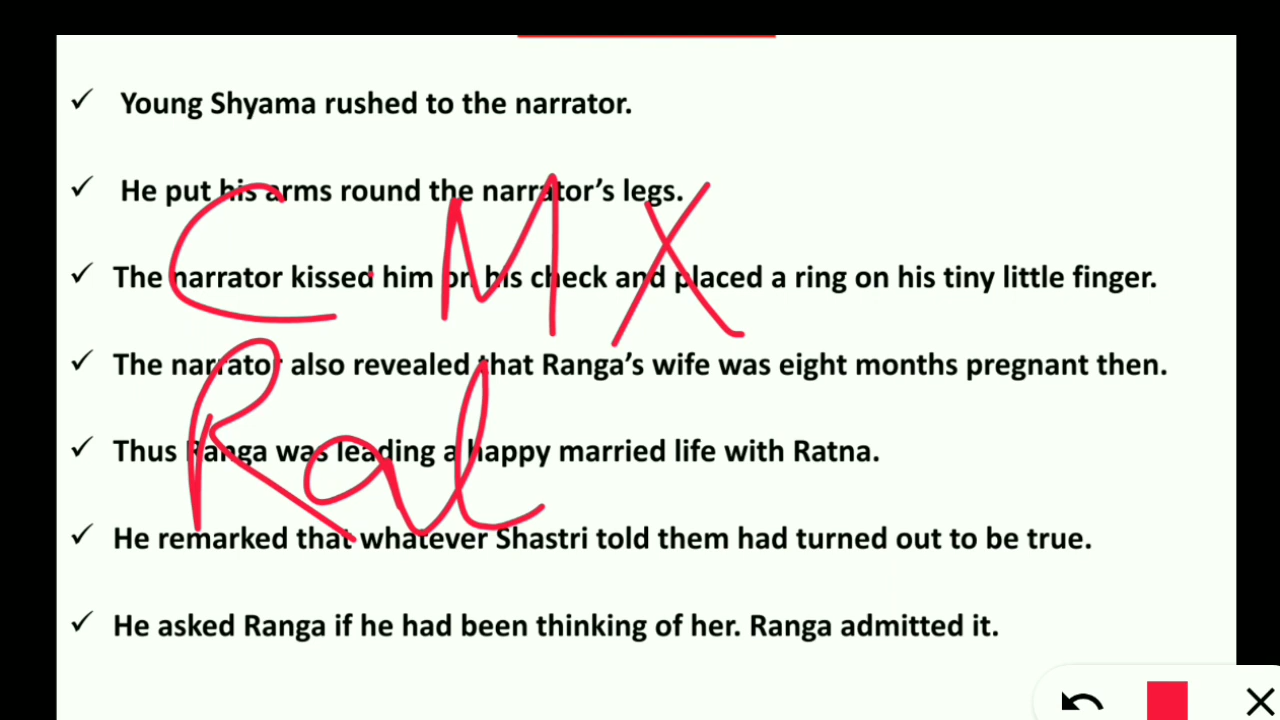 ✓ Young Shyama rushed to the narrator.
✓ He put his arms round the narrator’s legs.
✓ The narrator kissed him on his check and placed a ring on his tiny little finger.
✓ The narrator also revealed that Ranga’s wife was eight months pregnant then.
✓ Thus Ranga was leading a happy married life with Ratna.
✓ He remarked that whatever Shastri told them had turned out to be true.
✓ He asked Ranga if he had been thinking of her. Ranga admitted it.
C M X
Ral